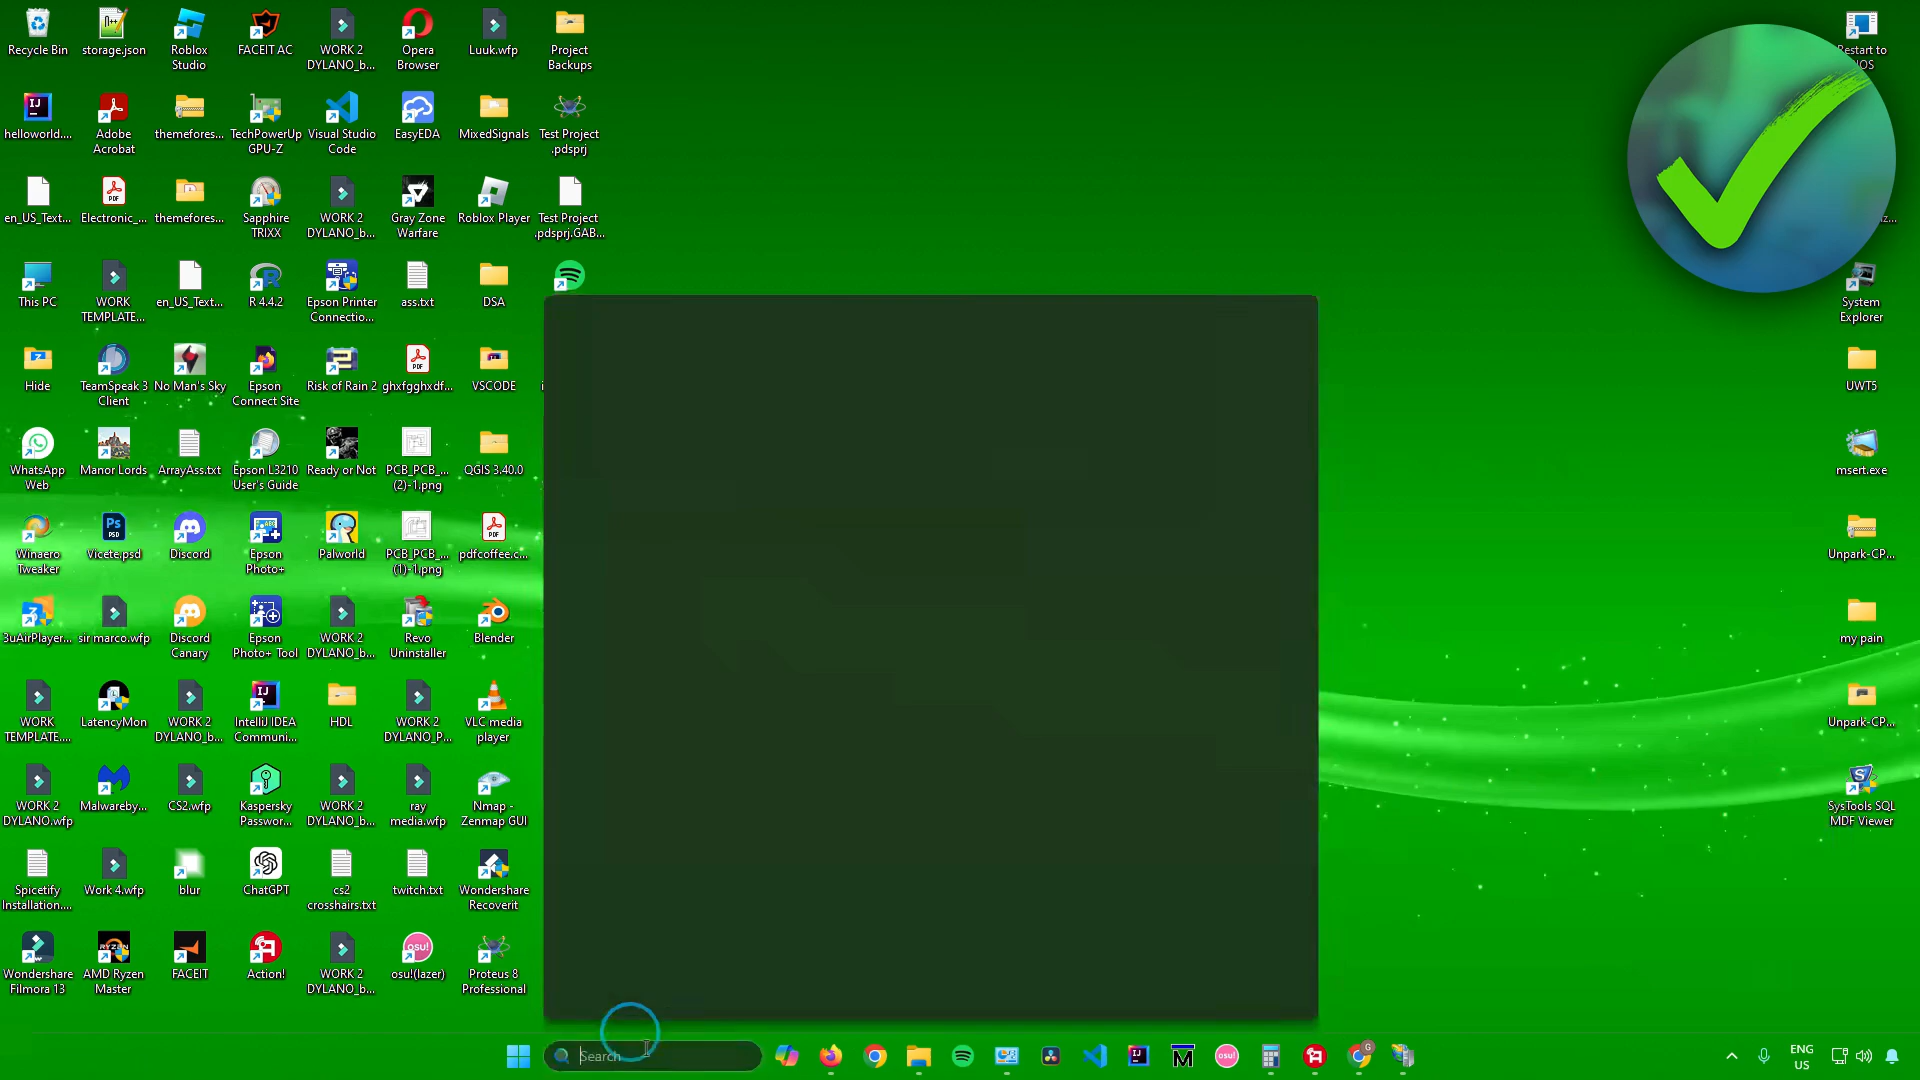 Recycle Bin
storage.json
Roblox
Studio
FACEIT AC
WORK 2
DYLANO_b...
Opera
Browser
Luuk.wfp
Project
Backups
Restart to
helloworld....
Adobe
Acrobat
themefores...
TechPowerUp
GPU-Z
Visual Studio
Code
EasyEDA
MixedSignals
Test Project
.pdsprj
en_US_Text...
Electronic_...
themefores...
Sapphire
TRIXX
WORK 2
DYLANO_b...
Gray Zone
Warfare
Roblox Player
Test Project
.pdsprj.GAB...
This PC
WORK
TEMPLATE...
en_US_Text...
R 4.4.2
Epson Printer
Connectio...
ass.txt
DSA
System
Explorer
Hide
TeamSpeak 3
Client
No Man's Sky
Epson
Connect Site
Risk of Rain 2
ghxfgghxdf...
VSCODE
UWT5
WhatsApp
Web
Manor Lords
ArrayAss.txt
Epson L3210
User's Guide
Ready or Not
PCB_PCB_...
(2)-1.png
QGIS 3.40.0
msert.exe
Winaero
Tweaker
Vicete.psd
Discord
Epson
Photo+
Palworld
PCB_PCB_...
(1)-1.png
pdfcoffee.c...
Unpark-CP...
3uAirPlayer...
sir marco.wfp
Discord
Canary
Epson
Photo+ Tool
WORK 2
DYLANO_b...
Revo
Uninstaller
Blender
my pain
WORK
TEMPLATE....
LatencyMon
WORK 2
DYLANO_b...
IntelliJ IDEA
Communi...
HDL
WORK 2
DYLANO_P...
VLC media
player
Unpark-CP...
WORK 2
DYLANO.wfp
Malwareby...
CS2.wfp
Kaspersky
Passwor...
WORK 2
DYLANO_b...
ray
media.wfp
Nmap -
Zenmap GUI
SysTools SQL
MDF Viewer
Spicetify
Installation....
Work 4.wfp
blur
ChatGPT
cs2
crosshairs.txt
twitch.txt
Wondershare
Recoverit
Wondershare
Filmora 13
AMD Ryzen
Master
FACEIT
Action!
WORK 2
DYLANO_b...
osu!(lazer)
Proteus 8
Professional
Search
ENG
US